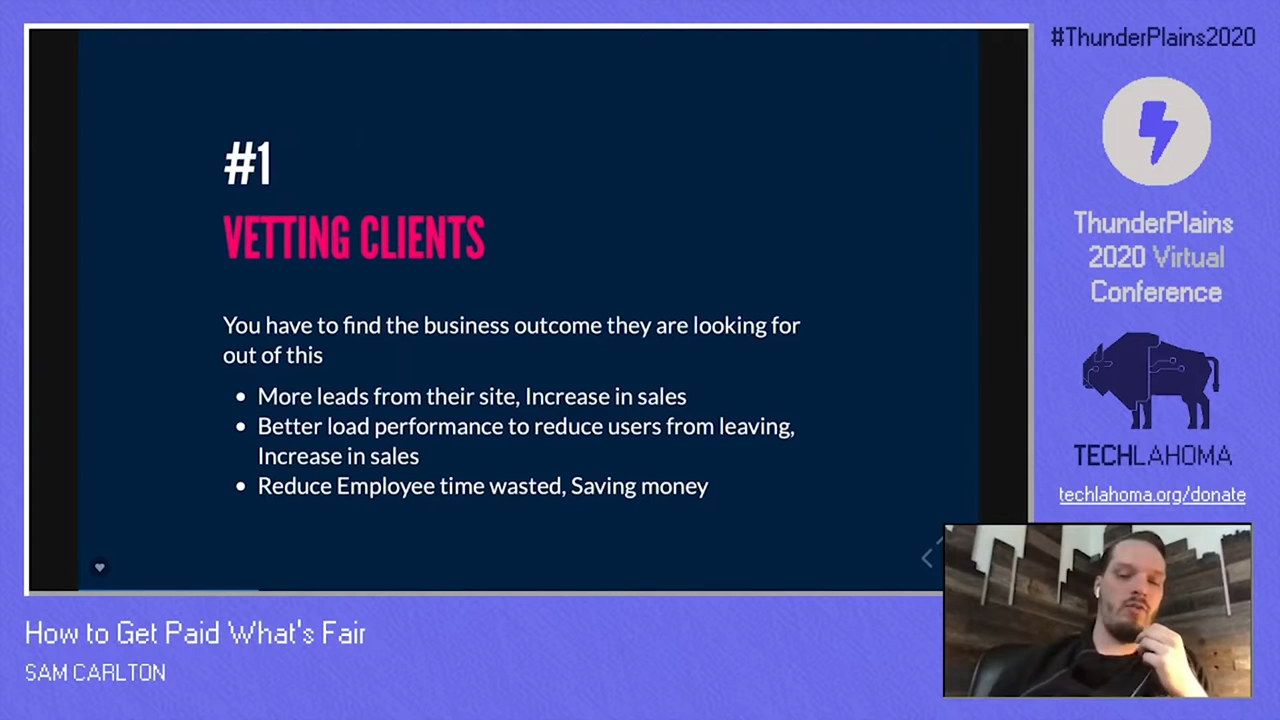 #ThunderPlains2020
#1
VETTING CLIENTS
You have to find the business outcome they are looking for
out of this
More leads from their site, Increase in sales
Better load performance to reduce users from leaving,
Increase in sales
Reduce Employee time wasted, Saving money
ThunderPlains
2020 Virtual
Conference
TECHLAHOMA
techlahoma.org/donate
How to Get Paid What's Fair
SAM CARLTON